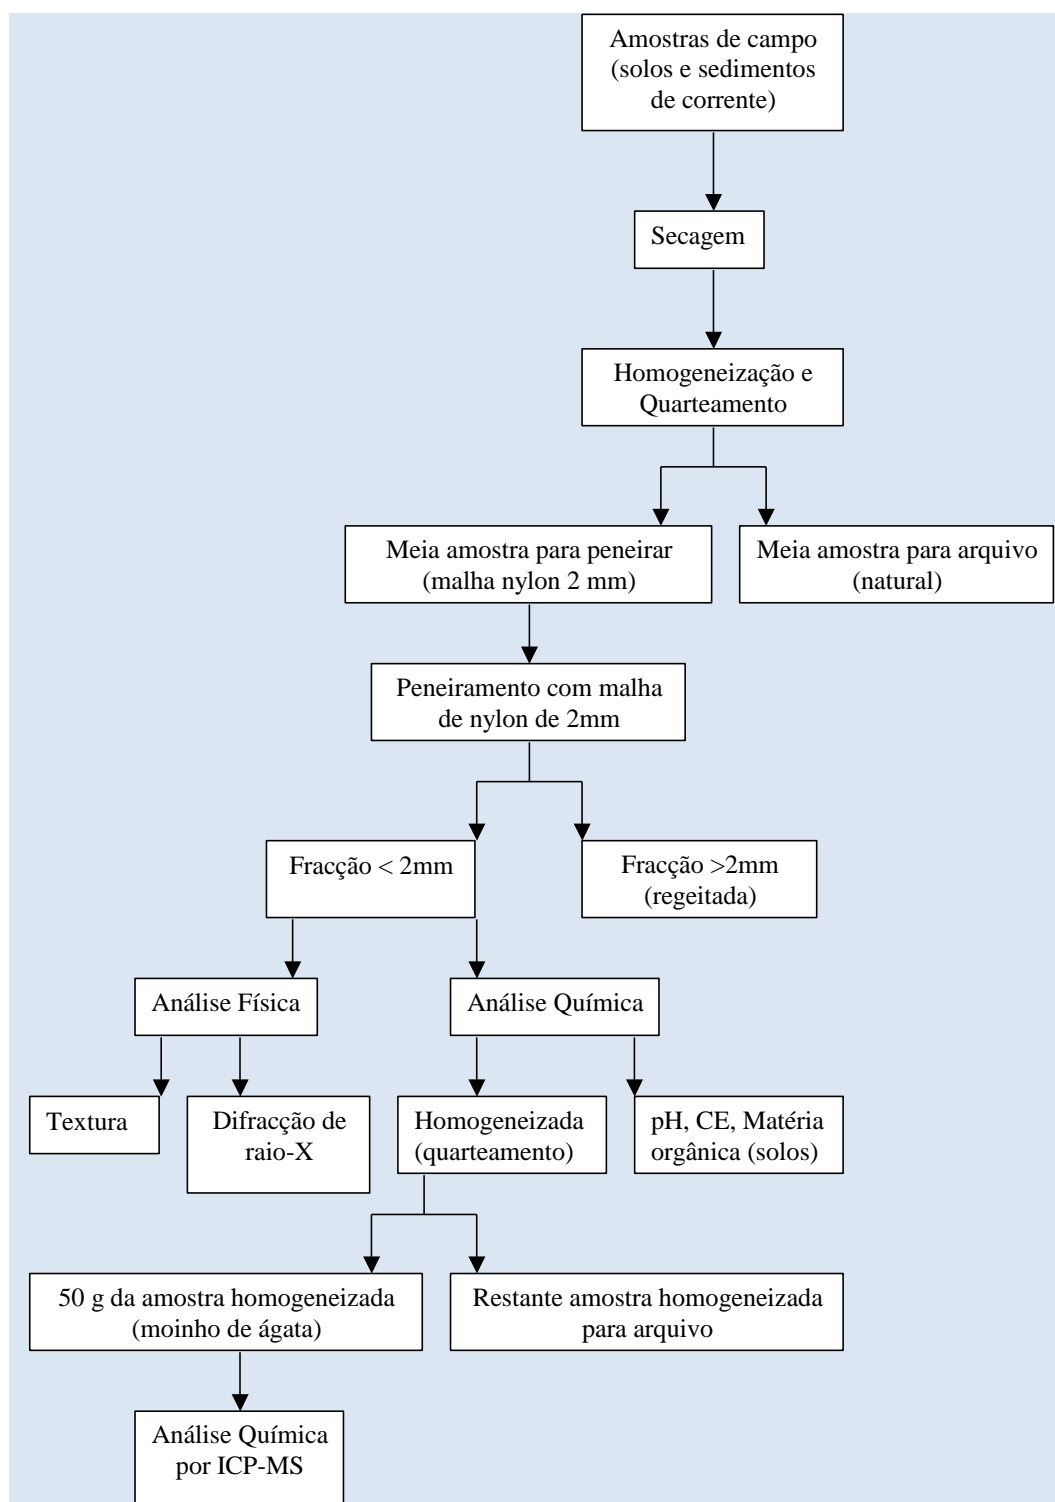 Amostras de campo
(solos e sedimentos
de corrente)
Secagem
Homogeneização e
Quarteamento
Meia amostra para peneirar
(malha nylon 2 mm)
Meia amostra para arquivo
(natural)
Peneiramento com malha
de nylon de 2mm
Fracção < 2mm
Fracção >2mm
(regeitada)
Análise Física
Análise Química
Textura
Difracção de
raio-X
Homogeneizada
(quarteamento)
pH, CE, Matéria
orgânica (solos)
50 g da amostra homogeneizada
(moinho de ágata)
Restante amostra homogeneizada
para arquivo
Análise Química
por ICP-MS